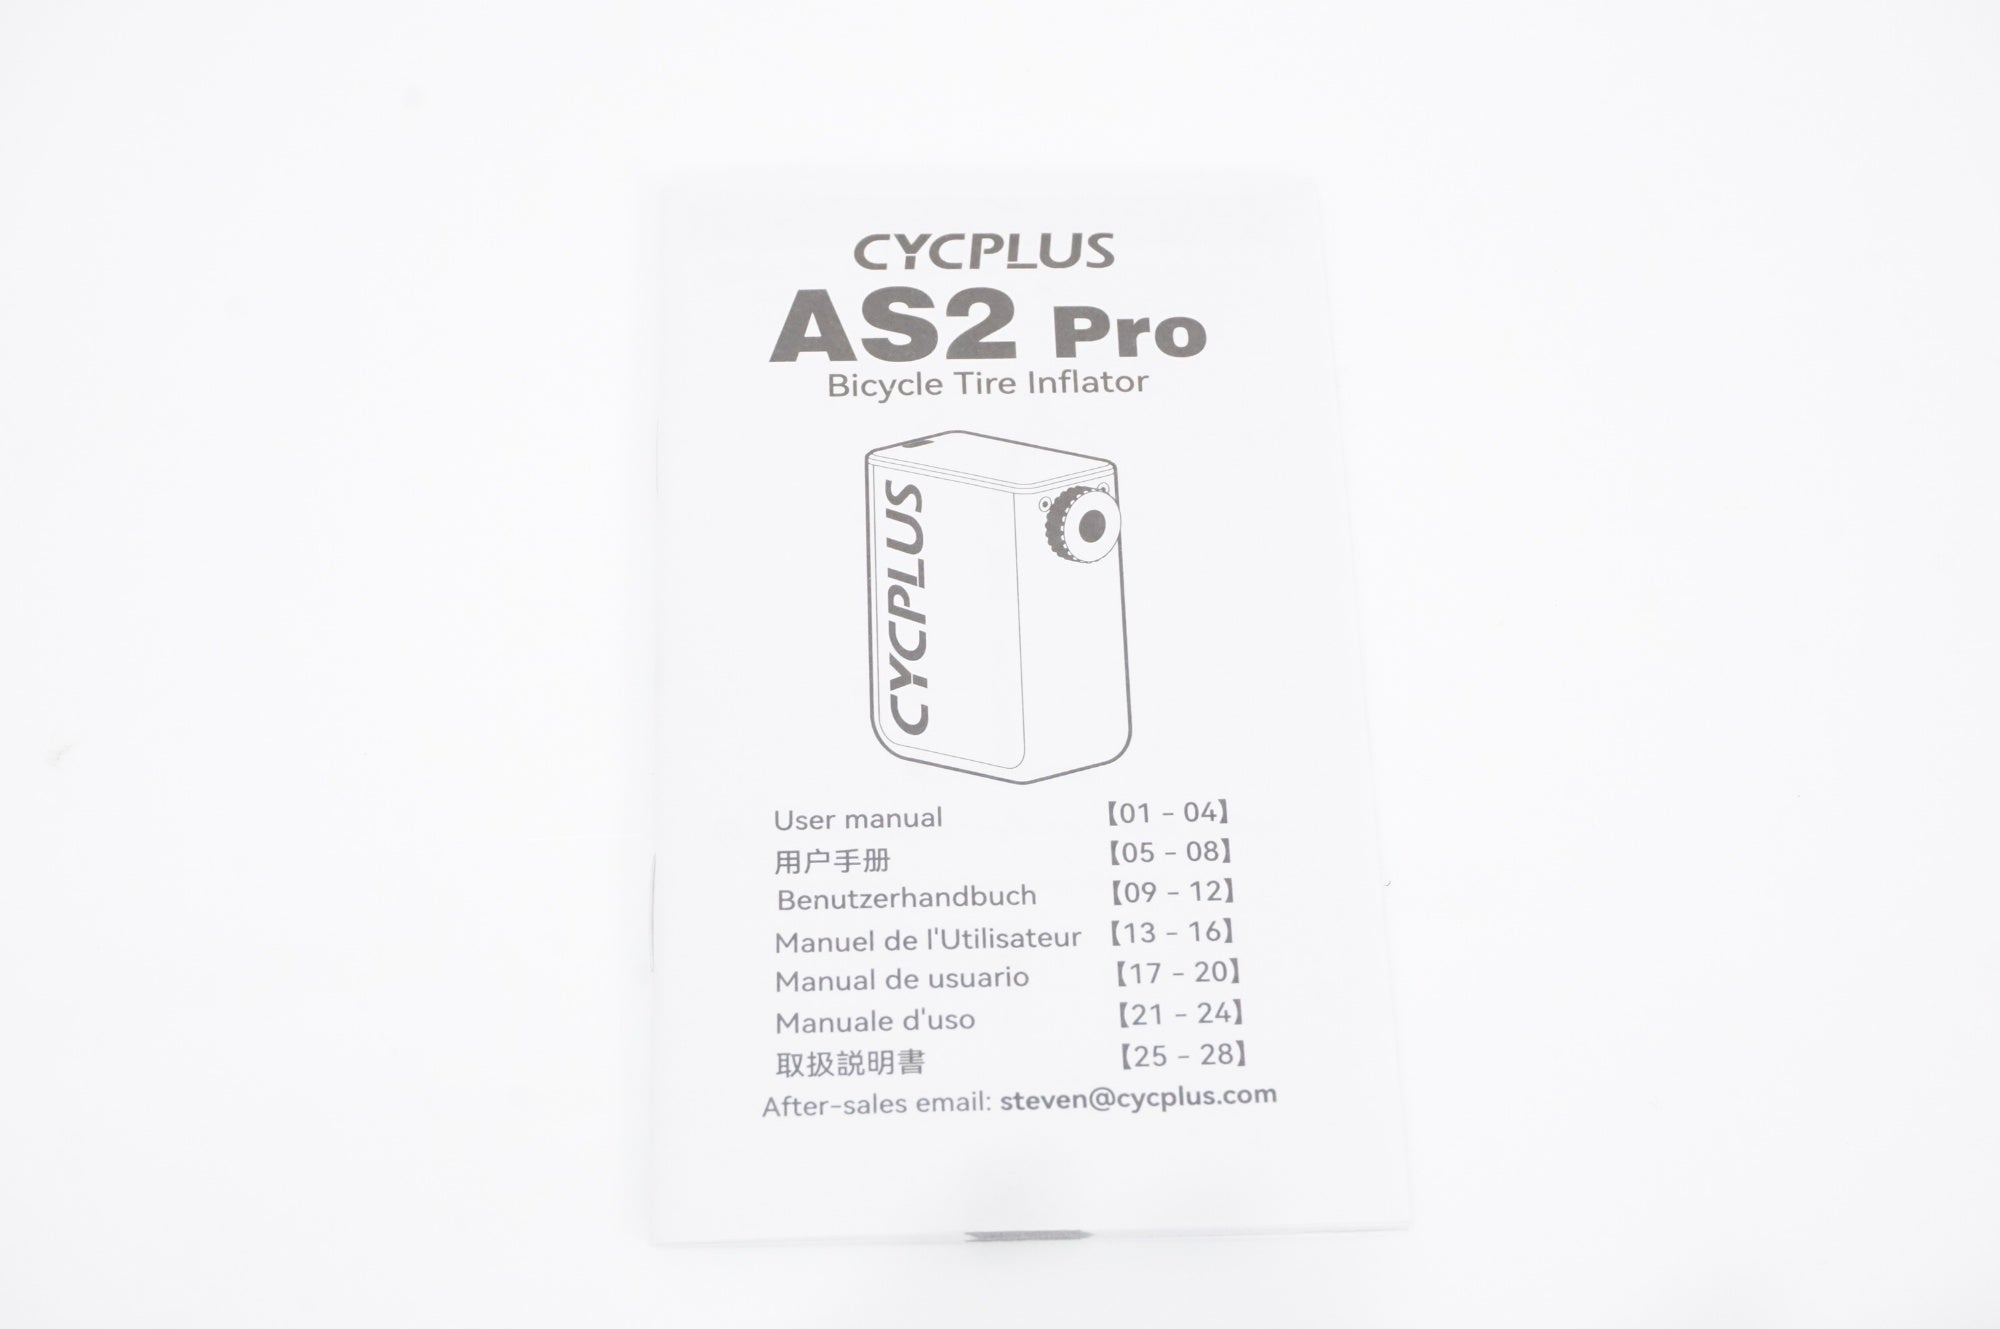 CYCPLUS
AS2 Pro
Bicycle Tire Inflator
CYCPLUS
User manual 【01 - 04】
用户手册 【05 - 08】
Benutzerhandbuch 【09 - 12】
Manuel de l'Utilisateur 【13 - 16】
Manual de usuario 【17 - 20】
Manuale d'uso 【21 - 24】
取扱説明書 【25 - 28】
After-sales email: steven@cycplus.com